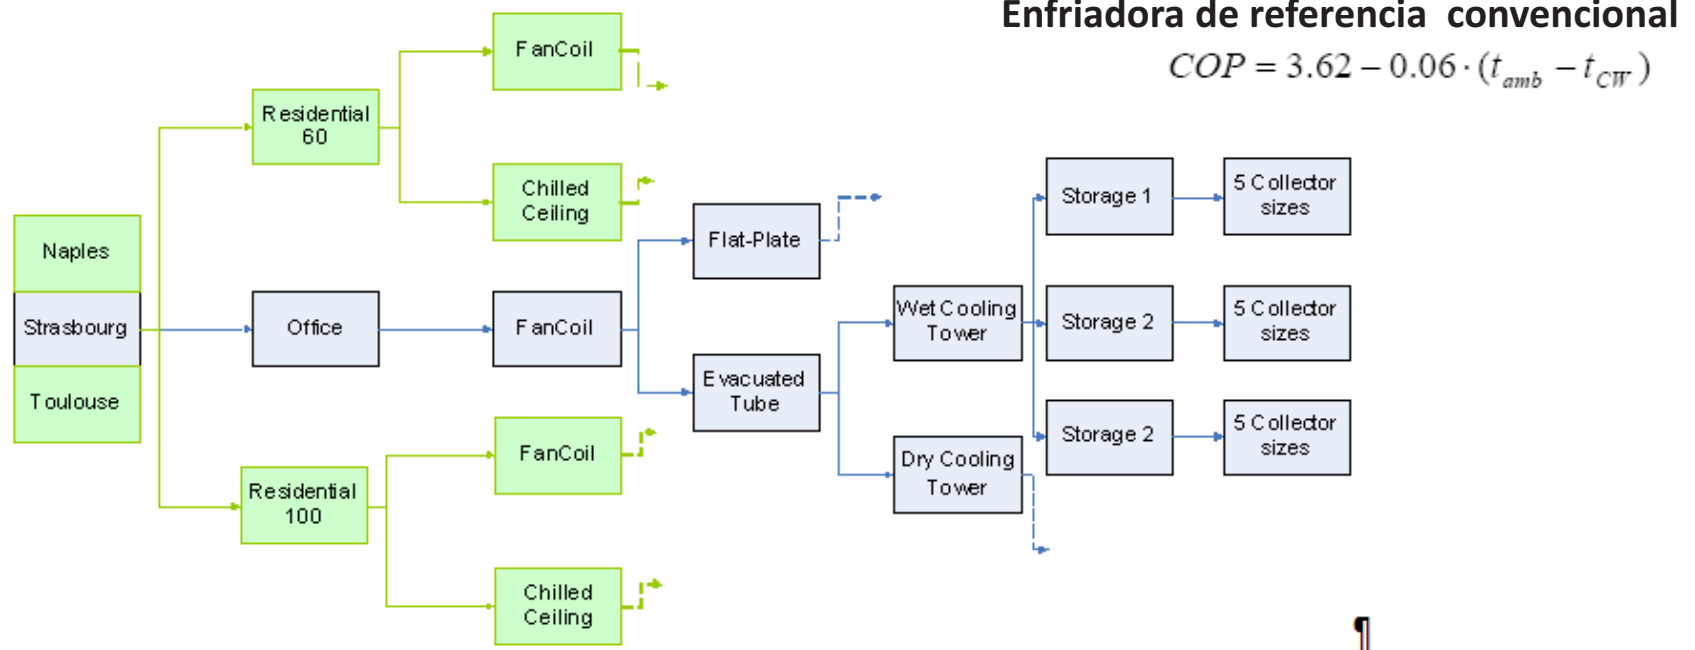 Enfriadora de referencia convencional
COP = 3.62 − 0.06 · (t_amb − t_CW)
Naples
Strasbourg
Toulouse
Residential
60
Office
Residential
100
FanCoil
Chilled
Ceiling
FanCoil
FanCoil
Chilled
Ceiling
Flat-Plate
Evacuated
Tube
Wet Cooling
Tower
Dry Cooling
Tower
Storage 1
Storage 2
Storage 2
5 Collector
sizes
5 Collector
sizes
5 Collector
sizes
¶